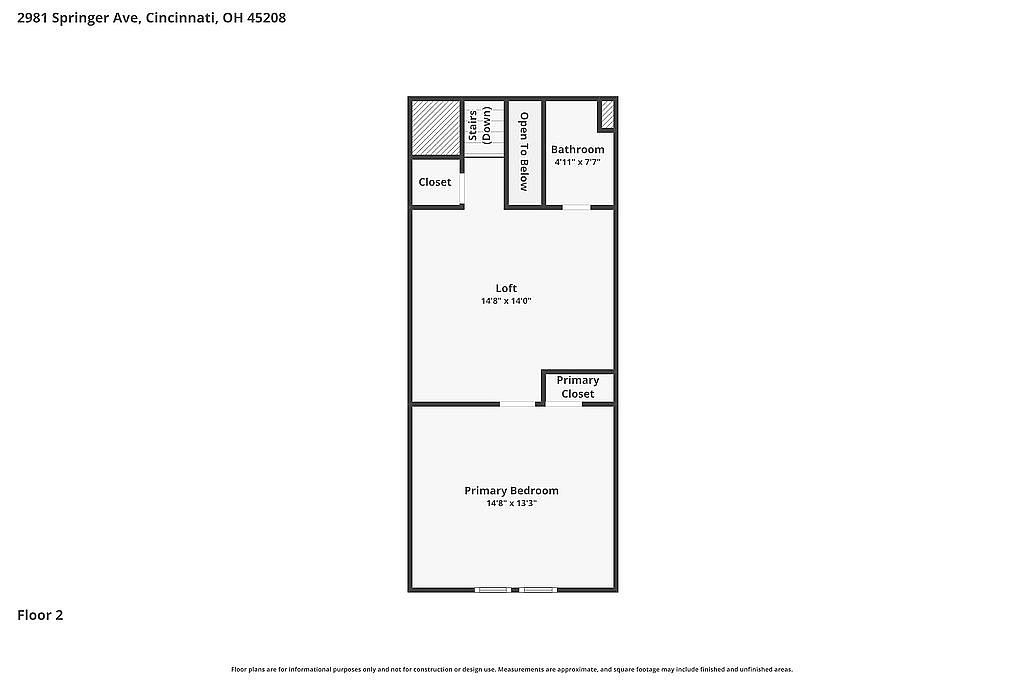 2981 Springer Ave, Cincinnati, OH 45208
Stairs
(Down)
Open To Below
Bathroom
4'11" x 7'7"
Closet
Loft
14'8" x 14'0"
Primary
Closet
Primary Bedroom
14'8" x 13'3"
Floor 2
Floor plans are for informational purposes only and not for construction or design use. Measurements are approximate, and square footage may include finished and unfinished areas.